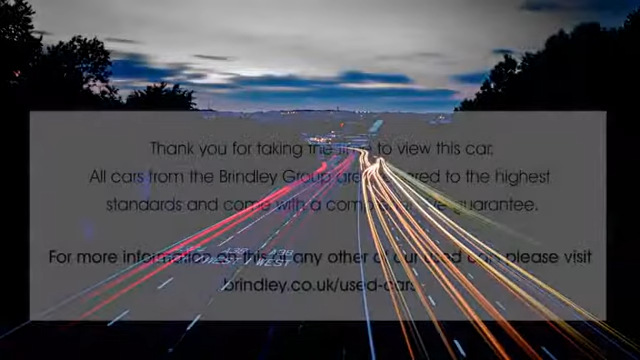 Thank you for taking the time to view this car.
All cars from the Brindley Group are prepared to the highest
standards and come with a comprehensive guarantee.
For more information on this or any other of our used cars please visit
brindley.co.uk/used-cars
WEST